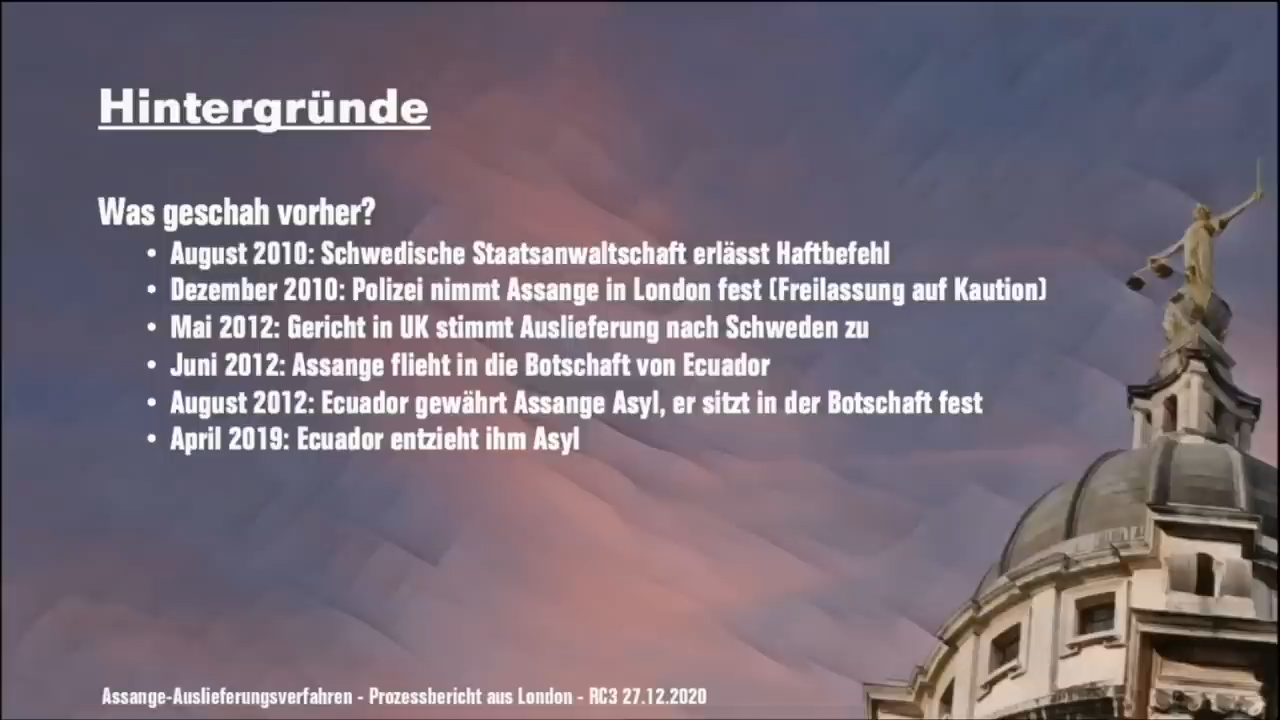 Hintergründe
Was geschah vorher?
• August 2010: Schwedische Staatsanwaltschaft erlässt Haftbefehl
• Dezember 2010: Polizei nimmt Assange in London fest (Freilassung auf Kaution)
• Mai 2012: Gericht in UK stimmt Auslieferung nach Schweden zu
• Juni 2012: Assange flieht in die Botschaft von Ecuador
• August 2012: Ecuador gewährt Assange Asyl, er sitzt in der Botschaft fest
• April 2019: Ecuador entzieht ihm Asyl
Assange-Auslieferungsverfahren - Prozessbericht aus London - RC3 27.12.2020